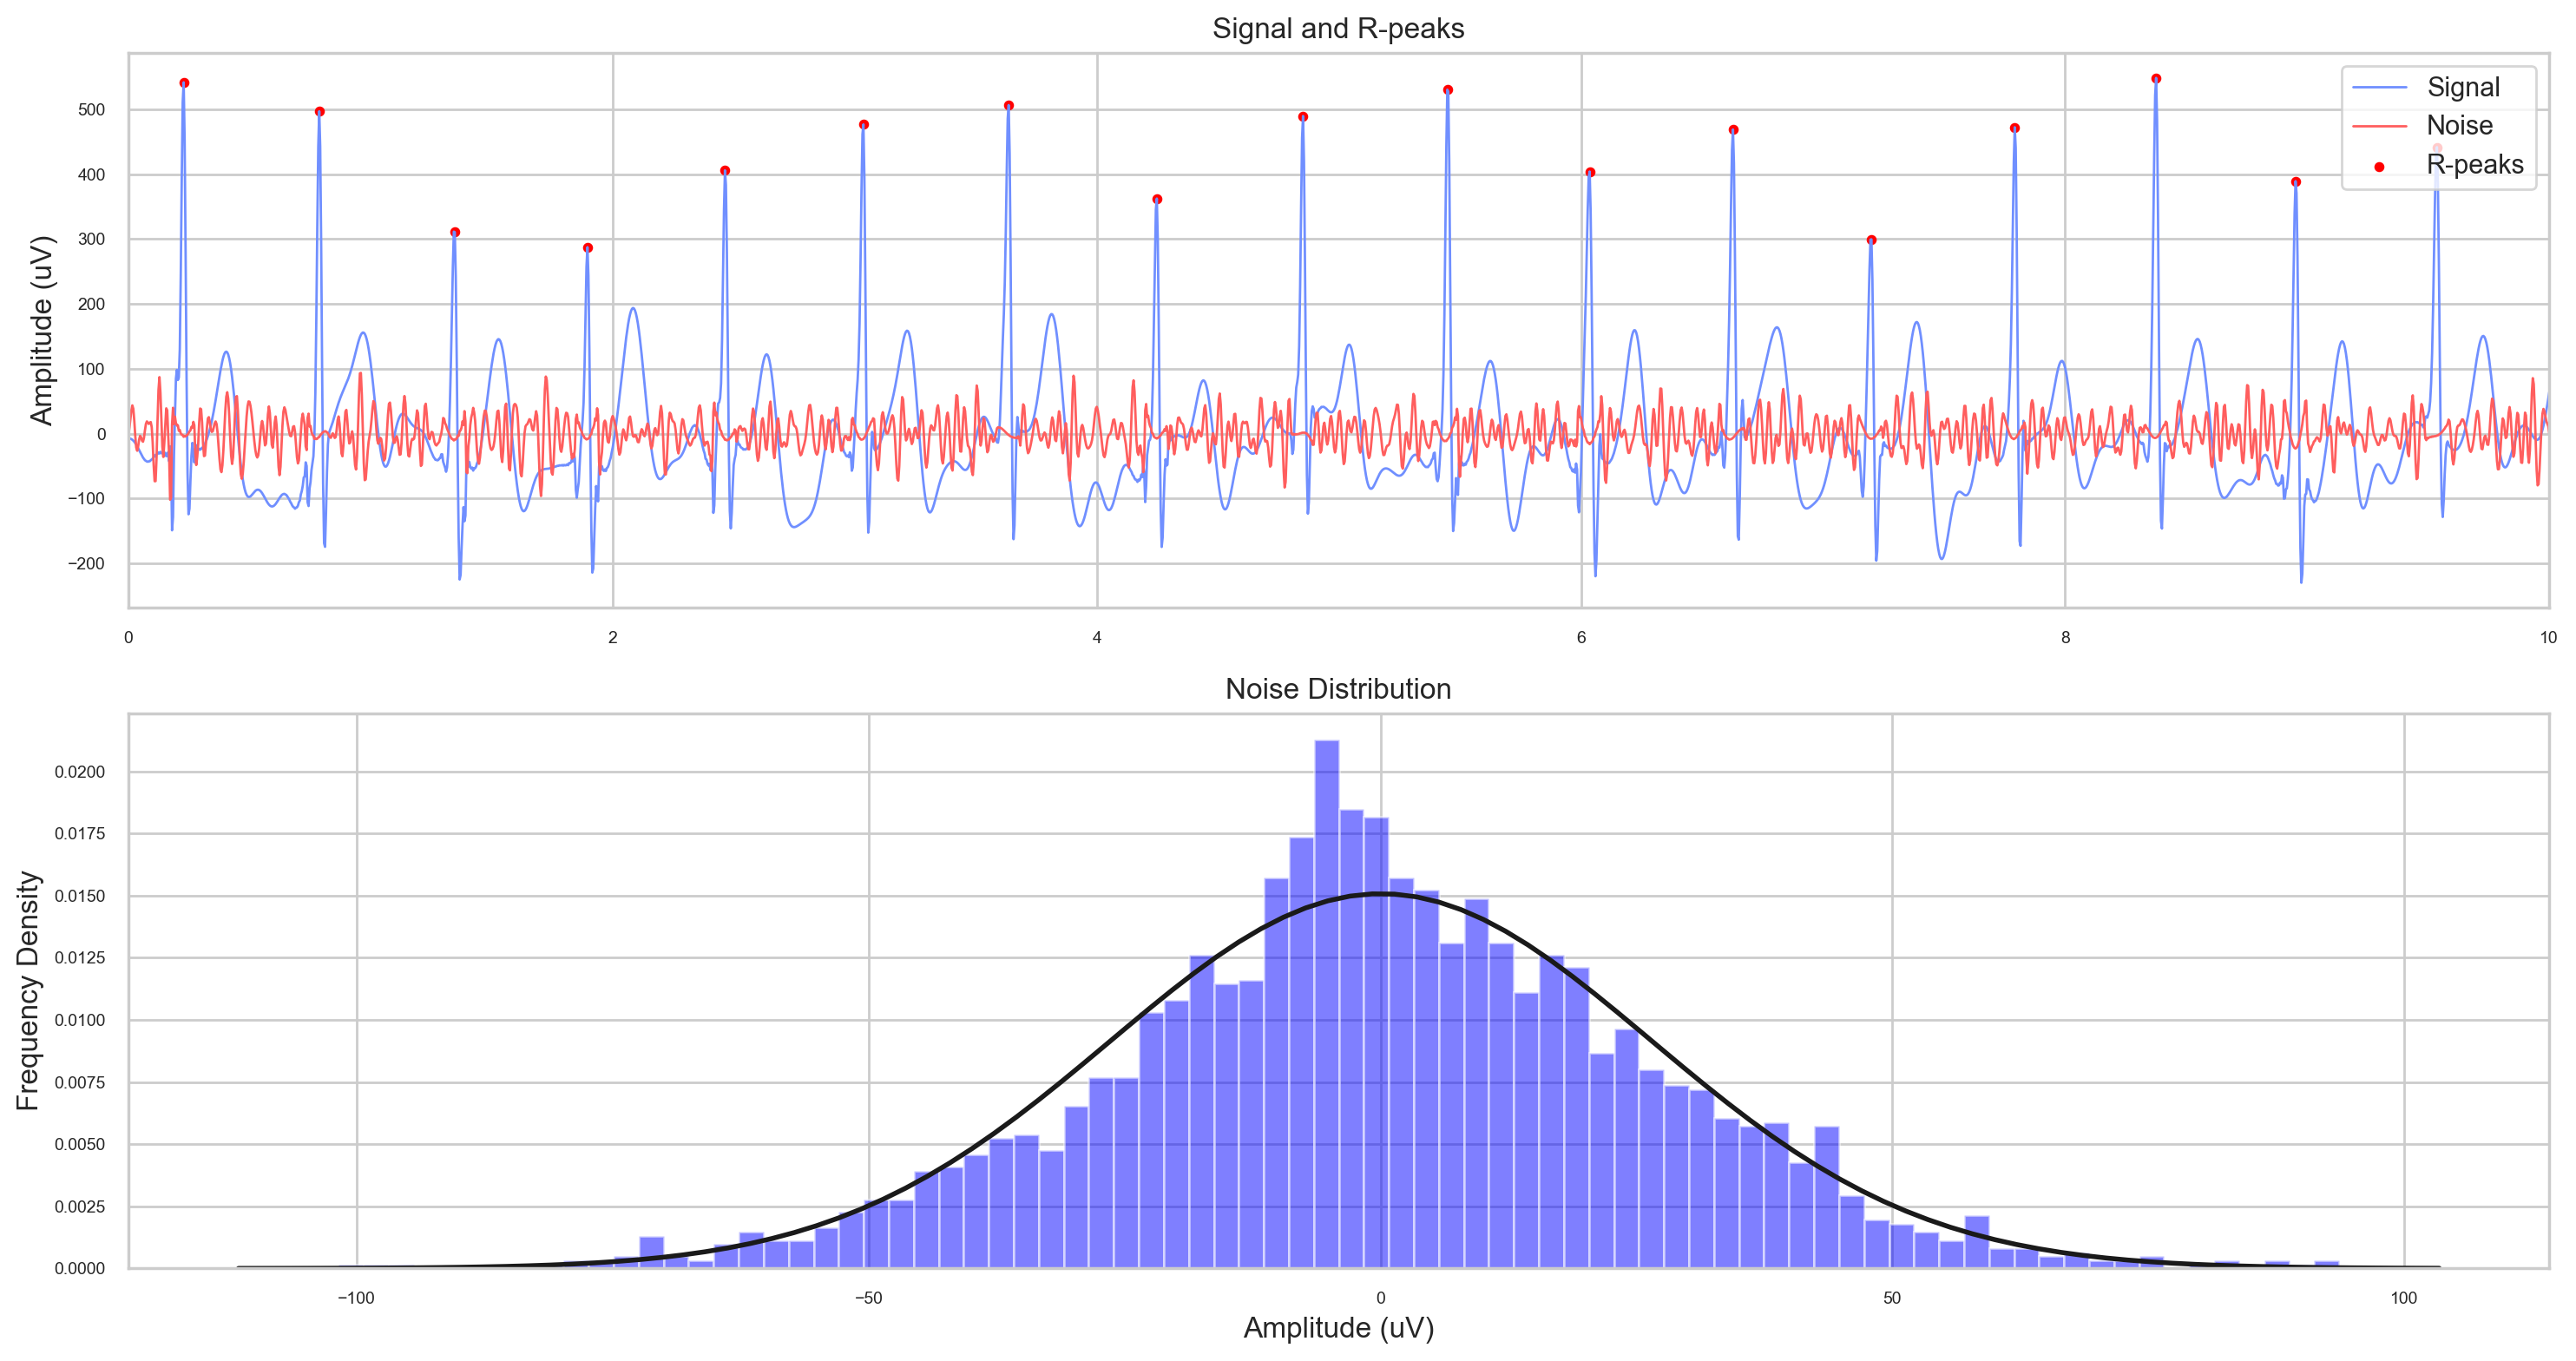 Signal and R-peaks
Amplitude (uV)
500
400
300
200
100
0
−100
−200
Signal
Noise
R-peaks
0 2 4 6 8 10
Noise Distribution
Frequency Density
0.0200
0.0175
0.0150
0.0125
0.0100
0.0075
0.0050
0.0025
0.0000
−100 −50 0 50 100
Amplitude (uV)